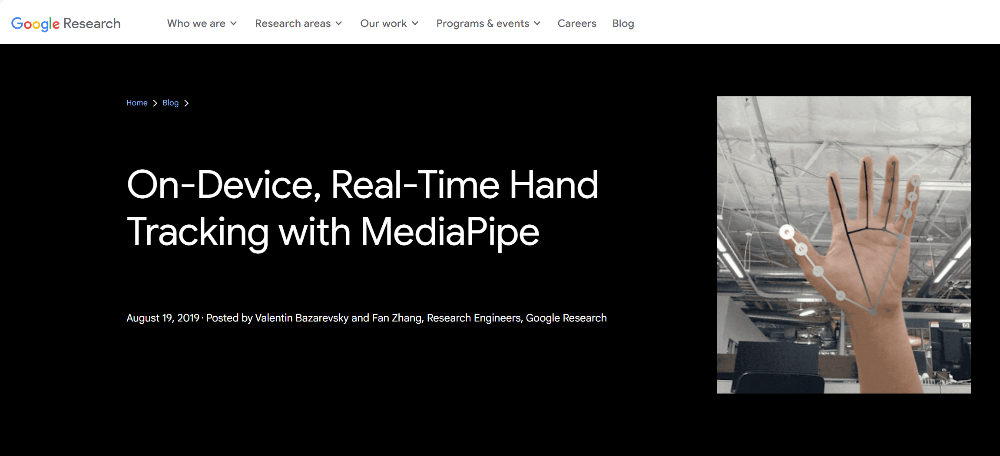 Google Research
Who we are
Research areas
Our work
Programs & events
Careers
Blog
Home
Blog
On-Device, Real-Time Hand
Tracking with MediaPipe
August 19, 2019 · Posted by Valentin Bazarevsky and Fan Zhang, Research Engineers, Google Research